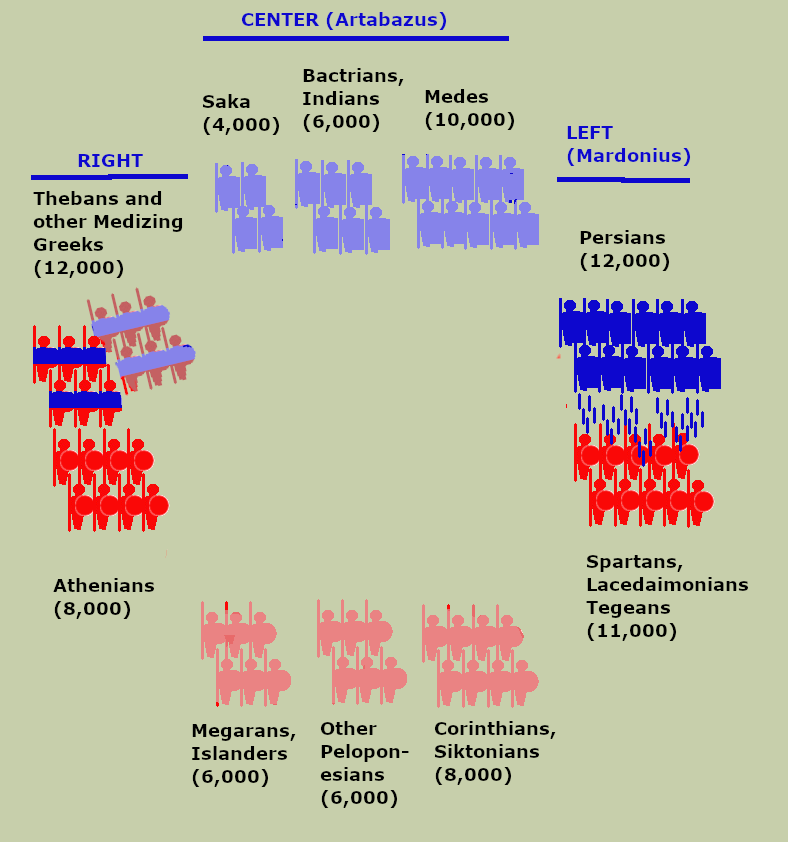 CENTER (Artabazus)
Saka
(4,000)
Bactrians,
Indians
(6,000)
Medes
(10,000)
LEFT
(Mardonius)
RIGHT
Thebans and
other Medizing
Greeks
(12,000)
Persians
(12,000)
Athenians
(8,000)
Spartans,
Lacedaimonians
Tegeans
(11,000)
Megarans,
Islanders
(6,000)
Other
Pelopon-
esians
(6,000)
Corinthians,
Siktonians
(8,000)